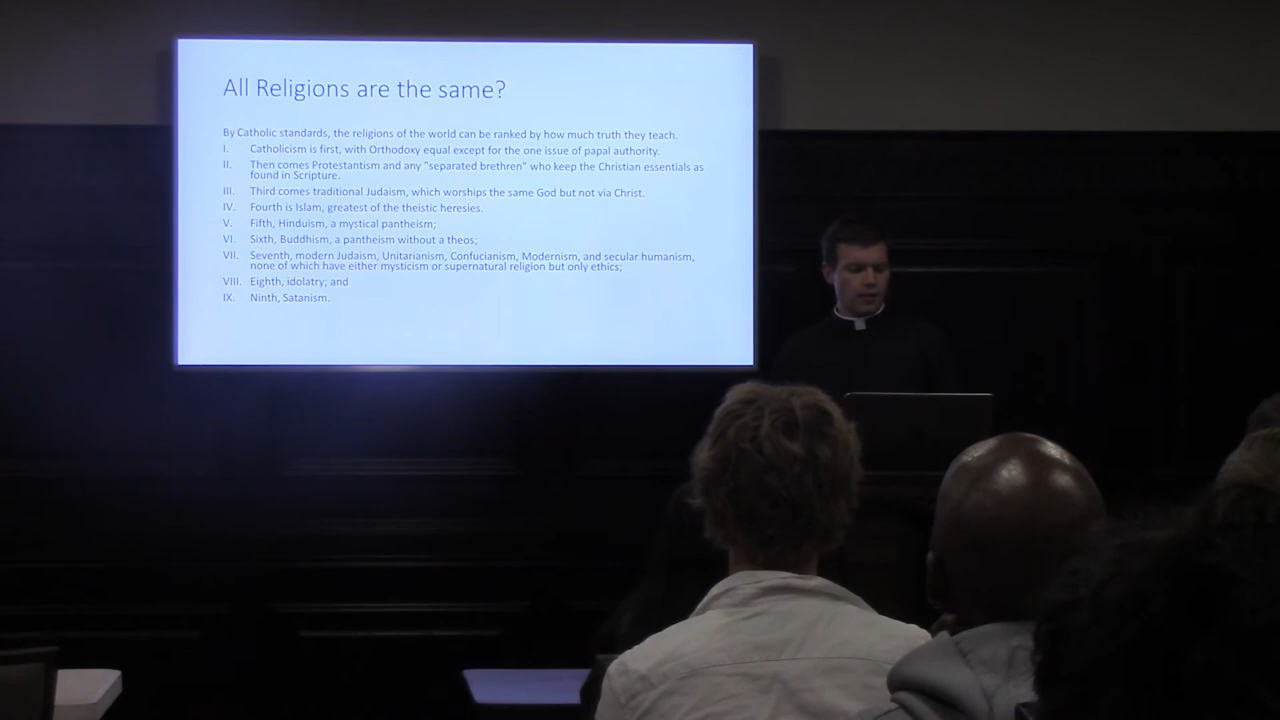 All Religions are the same?
By Catholic standards, the religions of the world can be ranked by how much truth they teach.
I. Catholicism is first, with Orthodoxy equal except for the one issue of papal authority.
II. Then comes Protestantism and any "separated brethren" who keep the Christian essentials as
found in Scripture.
III. Third comes traditional Judaism, which worships the same God but not via Christ.
IV. Fourth is Islam, greatest of the theistic heresies.
V. Fifth, Hinduism, a mystical pantheism;
VI. Sixth, Buddhism, a pantheism without a theos;
VII. Seventh, modern Judaism, Unitarianism, Confucianism, Modernism, and secular humanism,
none of which have either mysticism or supernatural religion but only ethics;
VIII. Eighth, idolatry; and
IX. Ninth, Satanism.